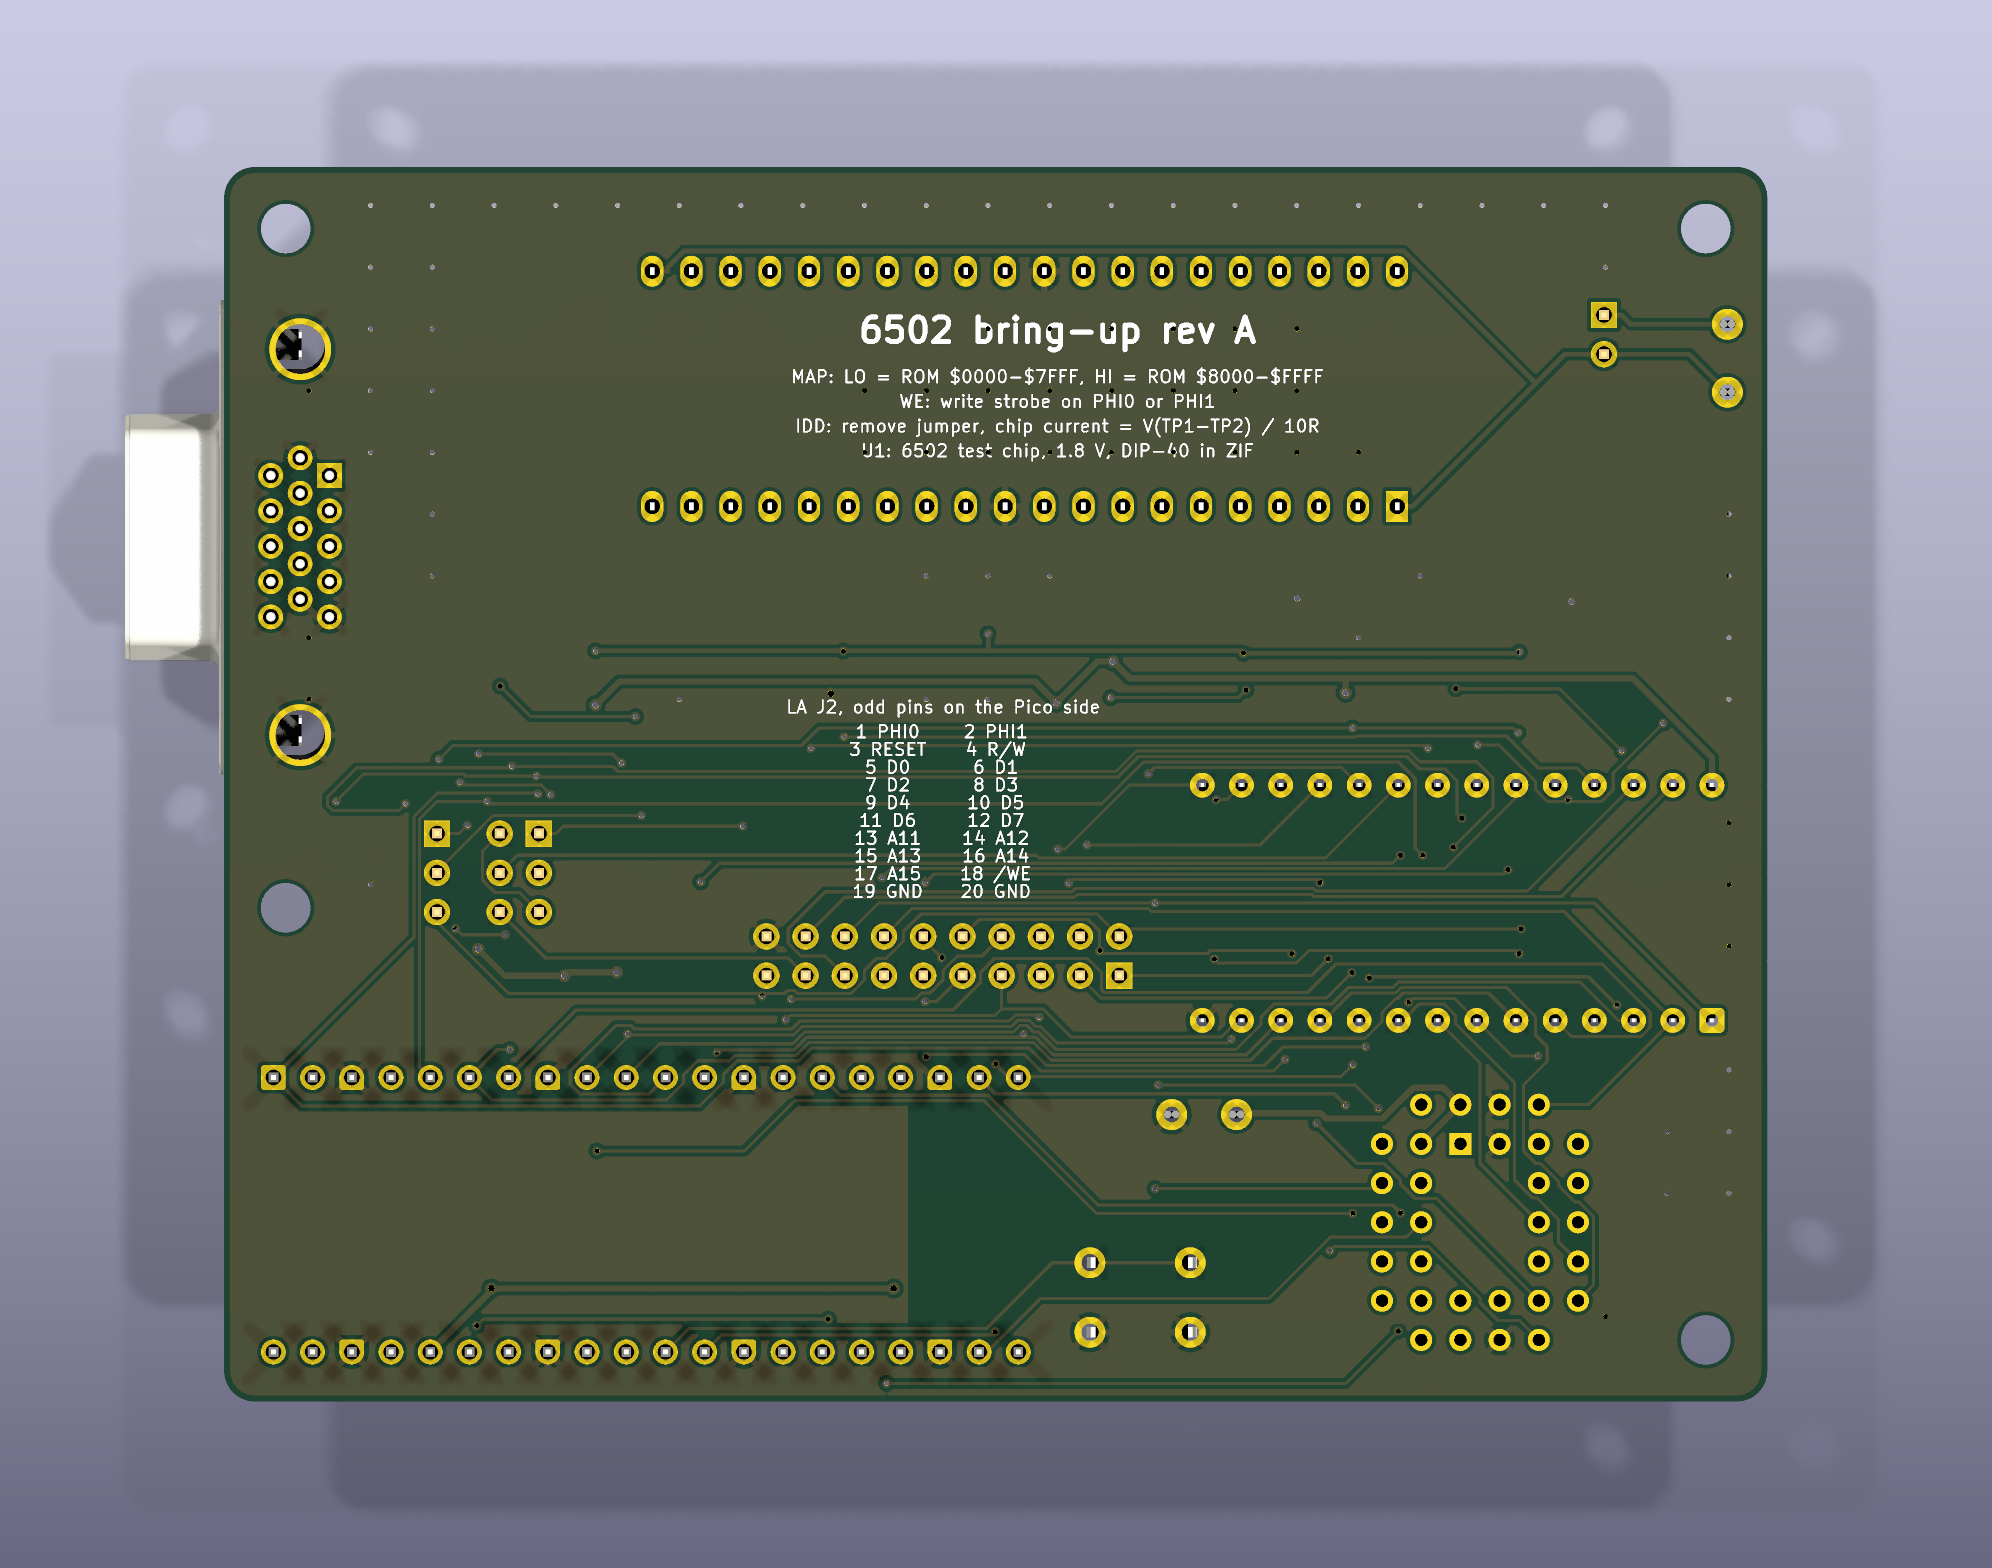 6502 bring-up rev A
MAP: LO = ROM $0000-$7FFF, HI = ROM $8000-$FFFF
WE: write strobe on PHI0 or PHI1
IDD: remove jumper, chip current = V(TP1-TP2) / 10R
U1: 6502 test chip, 1.8 V, DIP-40 in ZIF
LA J2, odd pins on the Pico side
1 PHI0 2 PHI1
3 RESET 4 R/W
5 D0 6 D1
7 D2 8 D3
9 D4 10 D5
11 D6 12 D7
13 A11 14 A12
15 A13 16 A14
17 A15 18 /WE
19 GND 20 GND